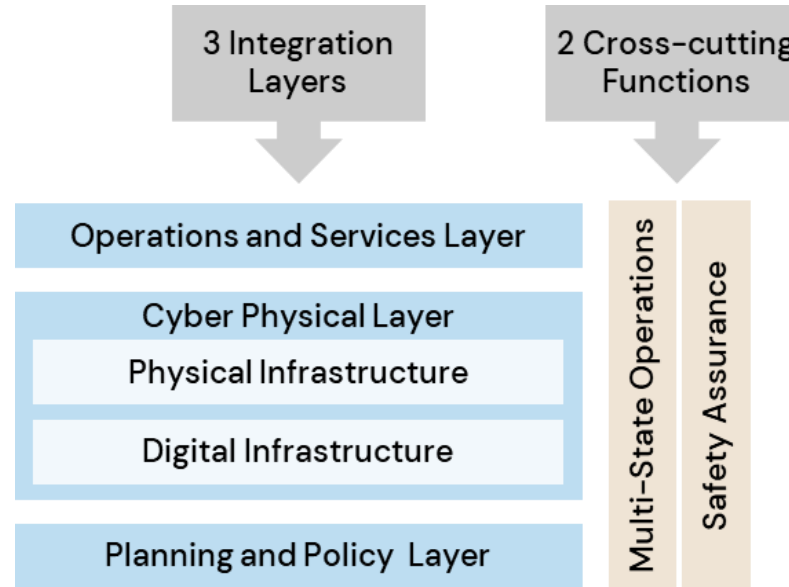 3 Integration
Layers
2 Cross-cutting
Functions
Operations and Services Layer
Cyber Physical Layer
Physical Infrastructure
Digital Infrastructure
Planning and Policy Layer
Multi-State Operations
Safety Assurance